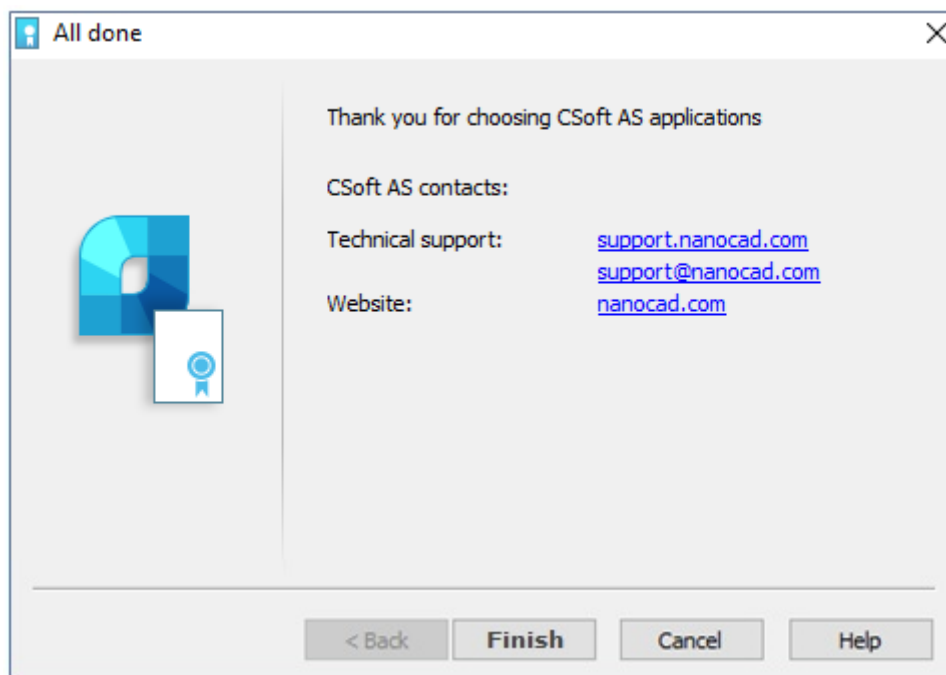 All done
Thank you for choosing CSoft AS applications
CSoft AS contacts:
Technical support: support.nanocad.com
support@nanocad.com
Website: nanocad.com
< Back Finish Cancel Help